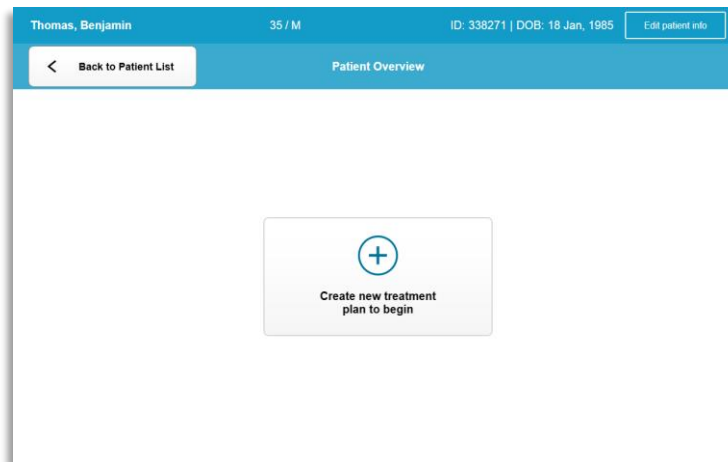 Thomas, Benjamin 35 / M ID: 338271 | DOB: 18 Jan, 1985 Edit patient info
Back to Patient List Patient Overview
Create new treatment
plan to begin